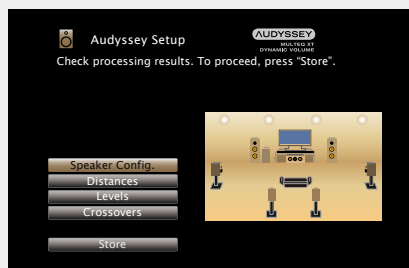 Audyssey Setup
AUDYSSEY
MULTEQ XT
DYNAMIC VOLUME
Check processing results. To proceed, press “Store”.
Speaker Config.
Distances
Levels
Crossovers
Store